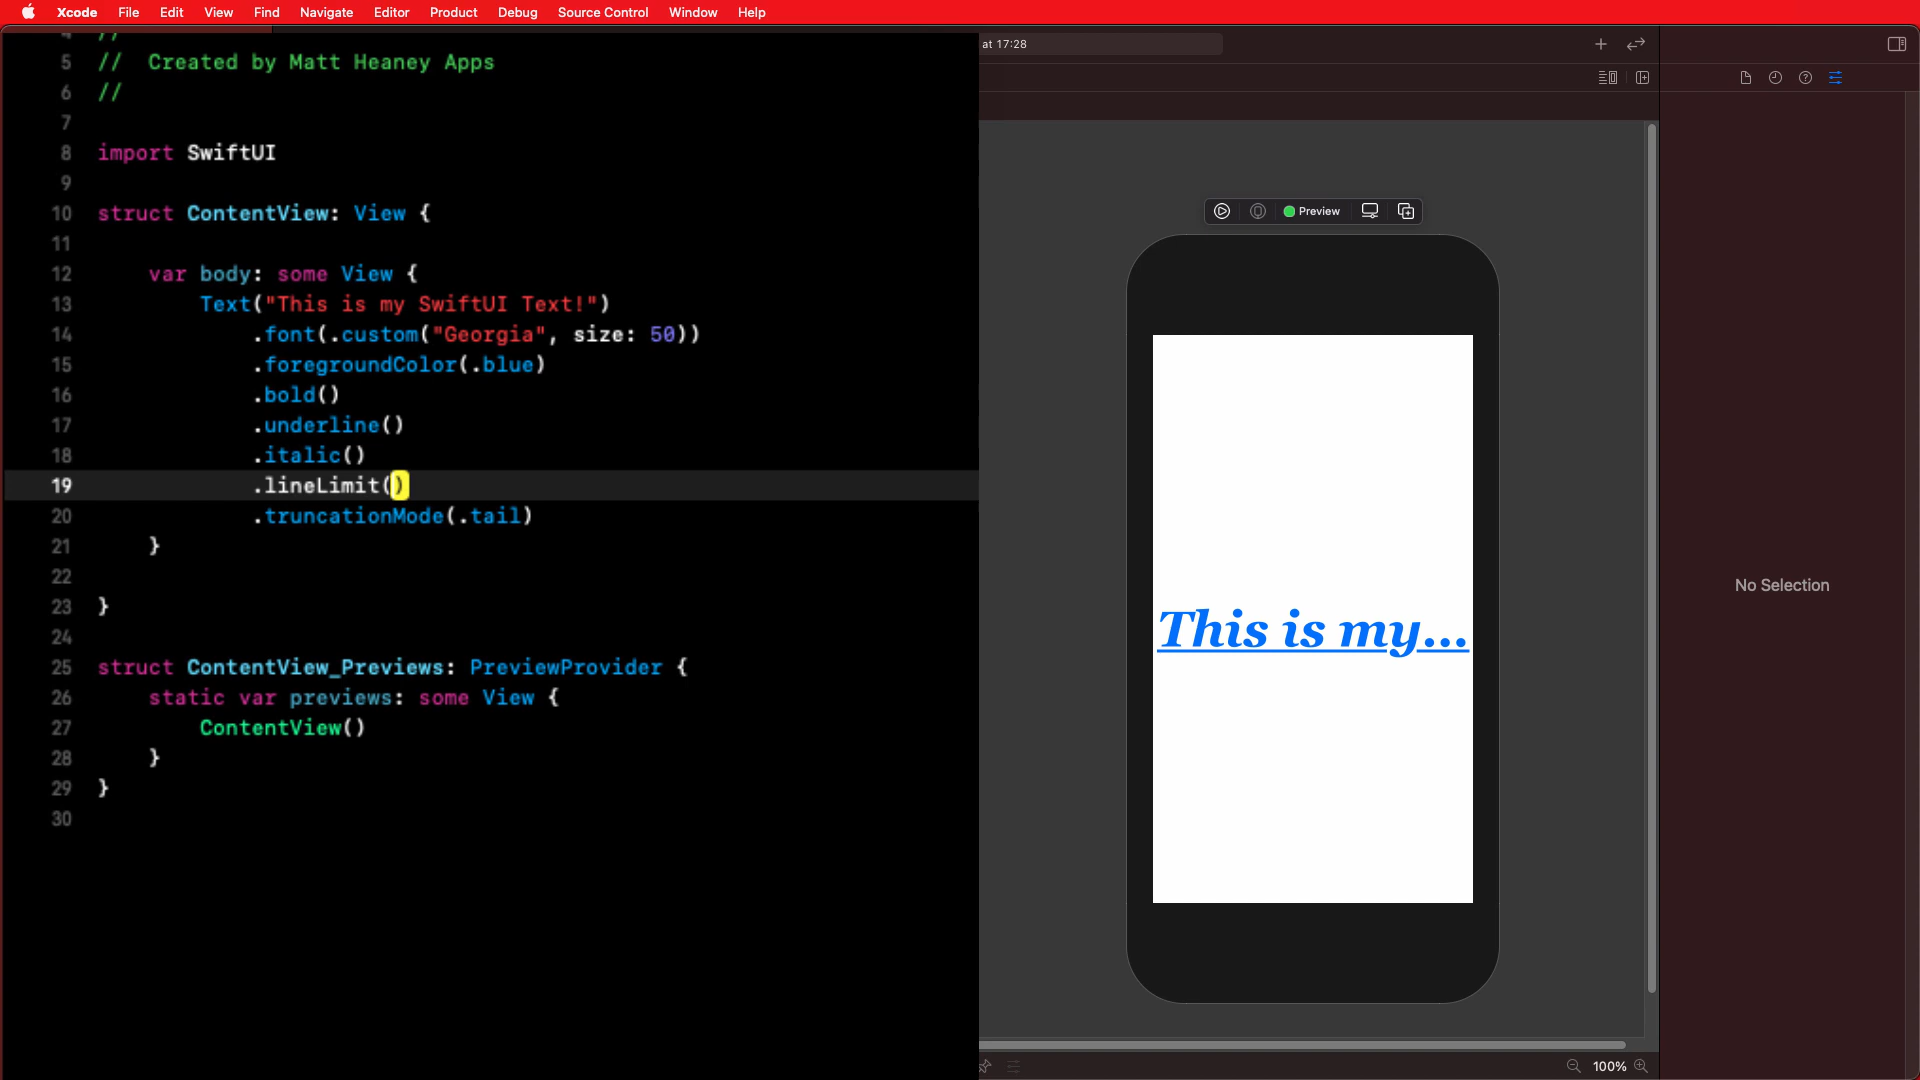 Xcode File Edit View Find Navigate Editor Product Debug Source Control Window Help
at 17:28
4 //
5 // Created by Matt Heaney Apps
6 //
7
8 import SwiftUI
9
10 struct ContentView: View {
11
12 var body: some View {
13 Text("This is my SwiftUI Text!")
14 .font(.custom("Georgia", size: 50))
15 .foregroundColor(.blue)
16 .bold()
17 .underline()
18 .italic()
19 .lineLimit()
20 .truncationMode(.tail)
21 }
22
23 }
24
25 struct ContentView_Previews: PreviewProvider {
26 static var previews: some View {
27 ContentView()
28 }
29 }
30
Preview
This is my...
No Selection
100%